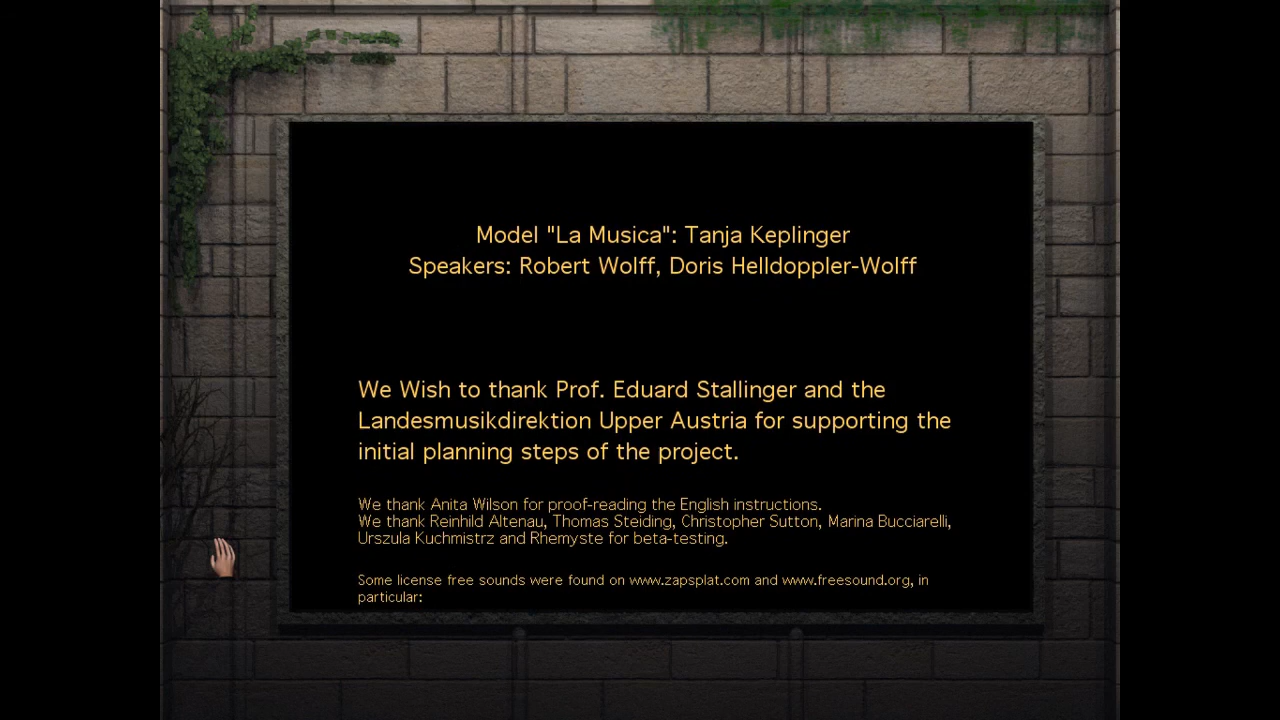 Model "La Musica": Tanja Keplinger
Speakers: Robert Wolff, Doris Helldoppler-Wolff
We Wish to thank Prof. Eduard Stallinger and the
Landesmusikdirektion Upper Austria for supporting the
initial planning steps of the project.
We thank Anita Wilson for proof-reading the English instructions.
We thank Reinhild Altenau, Thomas Steiding, Christopher Sutton, Marina Bucciarelli,
Urszula Kuchmistrz and Rhemyste for beta-testing.
Some license free sounds were found on www.zapsplat.com and www.freesound.org, in
particular: